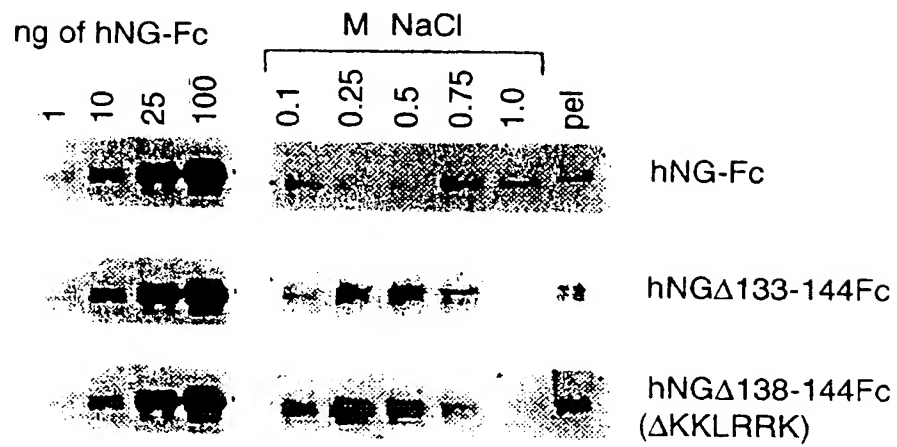 ng of hNG-Fc
M NaCl
1 10 25 100 0.1 0.25 0.5 0.75 1.0 pel
hNG-Fc
hNGΔ133-144Fc
hNGΔ138-144Fc
(ΔKKLRRK)